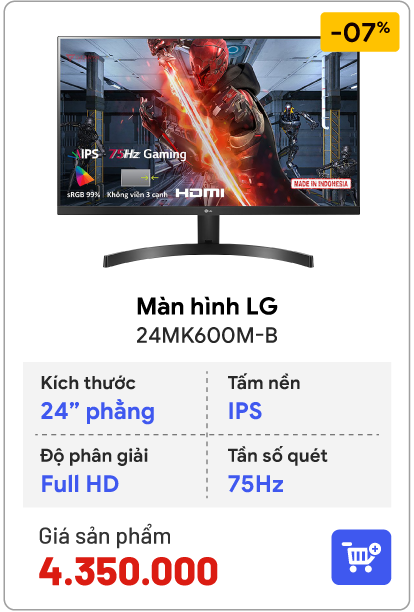 -07%
IPS 75Hz Gaming
sRGB 99% Không viền 3 cạnh HDMI
MADE IN INDONESIA
LG
Màn hình LG
24MK600M-B
Kích thước
24” phẳng
Tấm nền
IPS
Độ phân giải
Full HD
Tần số quét
75Hz
Giá sản phẩm
4.350.000